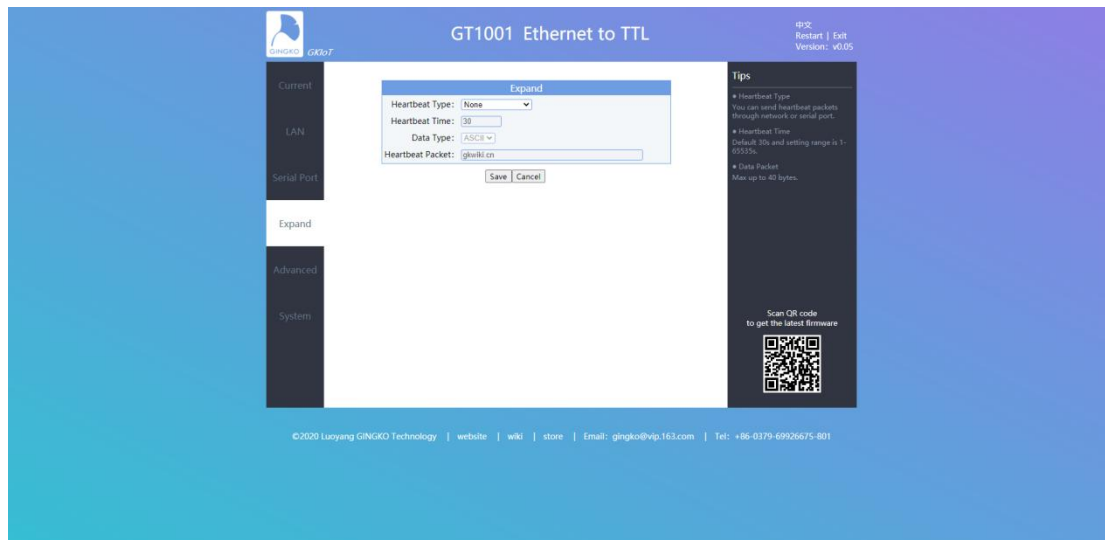 GINGKO GKIoT
GT1001 Ethernet to TTL
中文
Restart | Exit
Version: v0.05
Current
LAN
Serial Port
Expand
Advanced
System
Expand
Heartbeat Type: None
Heartbeat Time: 30
Data Type: ASCII
Heartbeat Packet: gkwiki.cn
Save Cancel
Tips
● Heartbeat Type
You can send heartbeat packets
through network or serial port.
● Heartbeat Time
Default 30s and setting range is 1-
65535s.
● Data Packet
Max up to 40 bytes.
Scan QR code
to get the latest firmware
©2020 Luoyang GINGKO Technology | website | wiki | store | Email: gingko@vip.163.com | Tel: +86-0379-69926675-801